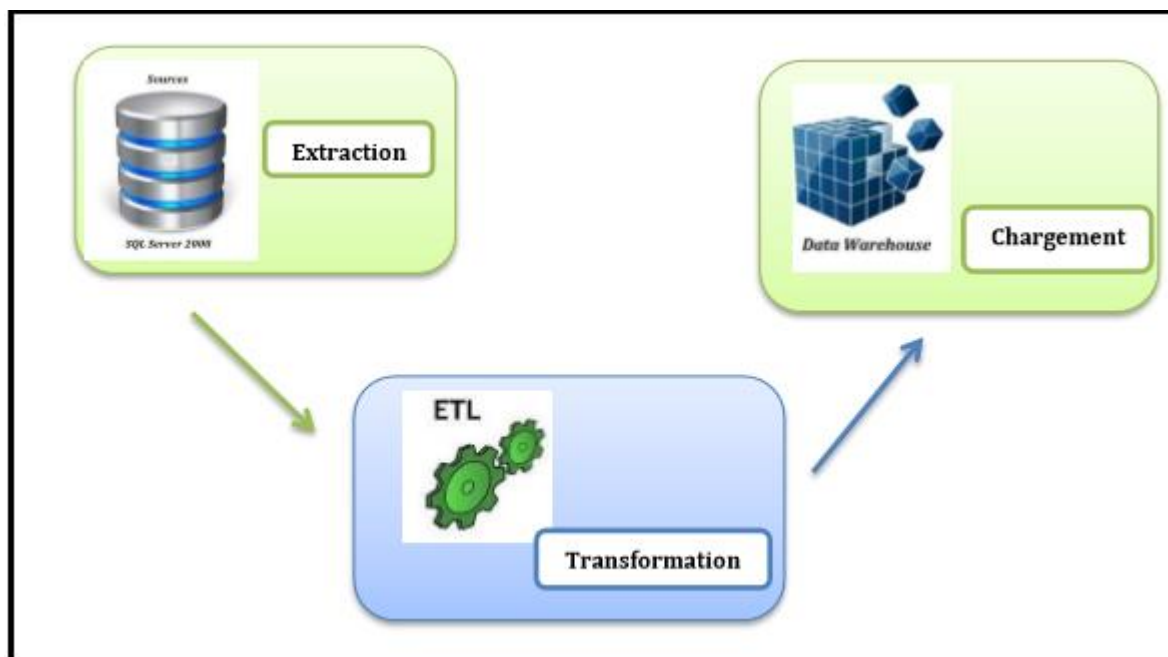 Sources
SQL Server 2008
Extraction
ETL
Transformation
Data Warehouse
Chargement